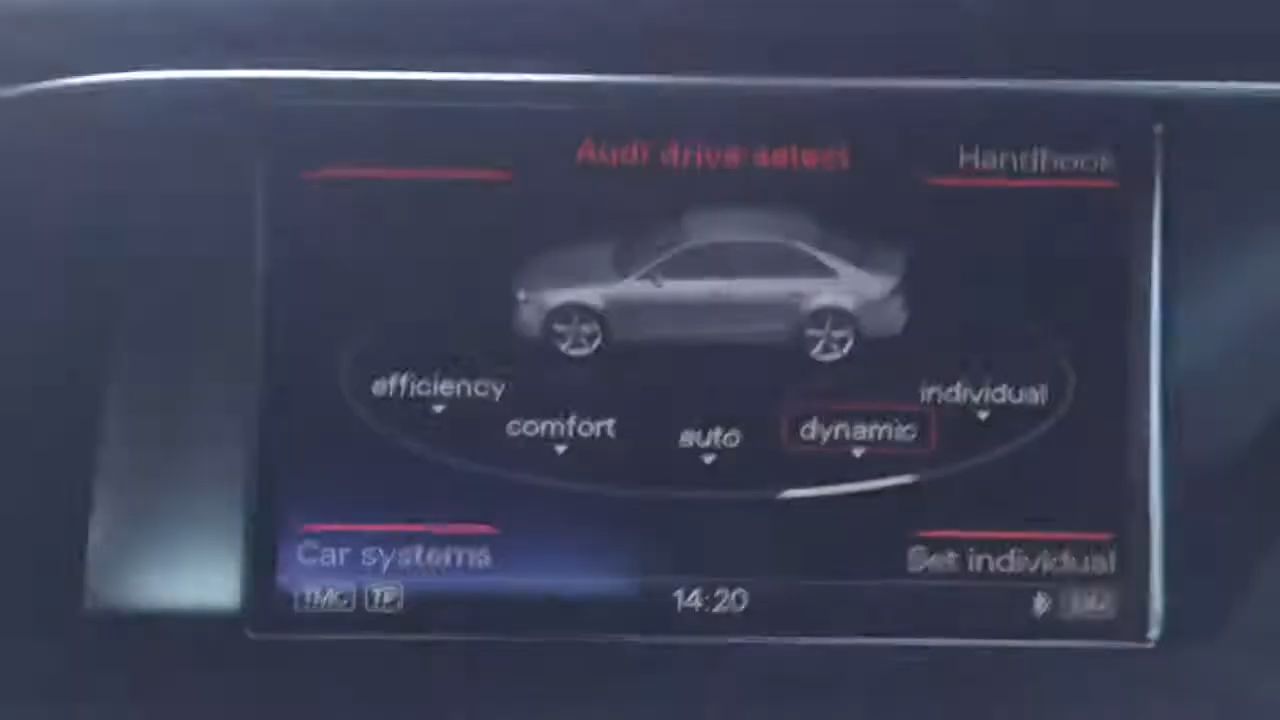 Audi drive select
Handbook
efficiency
individual
comfort
auto
dynamic
Car systems
Set individual
TMC TP
14:20